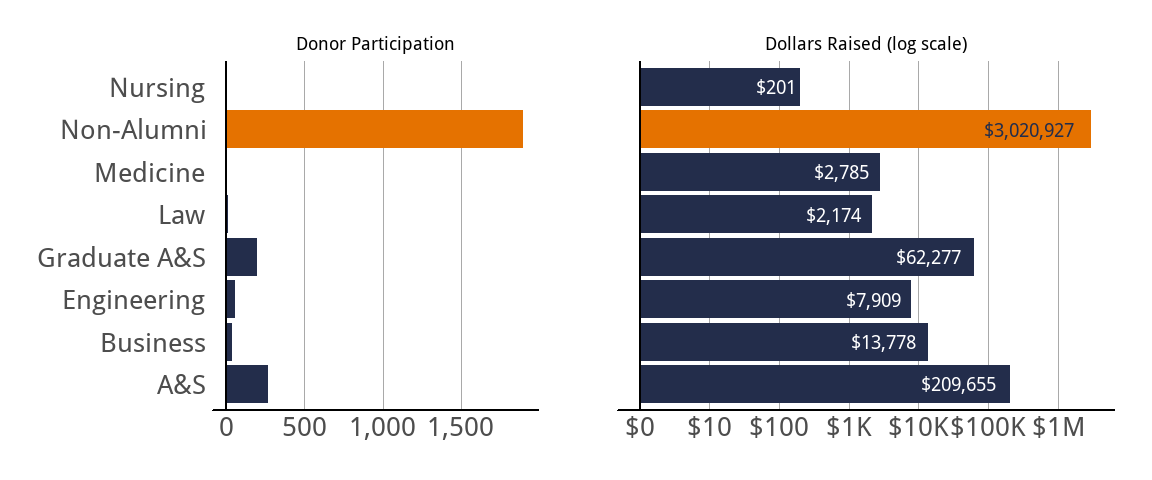 Donor Participation
Dollars Raised (log scale)
Nursing
Non-Alumni
Medicine
Law
Graduate A&S
Engineering
Business
A&S
0 500 1,000 1,500
$201
$3,020,927
$2,785
$2,174
$62,277
$7,909
$13,778
$209,655
$0 $10 $100 $1K $10K $100K $1M